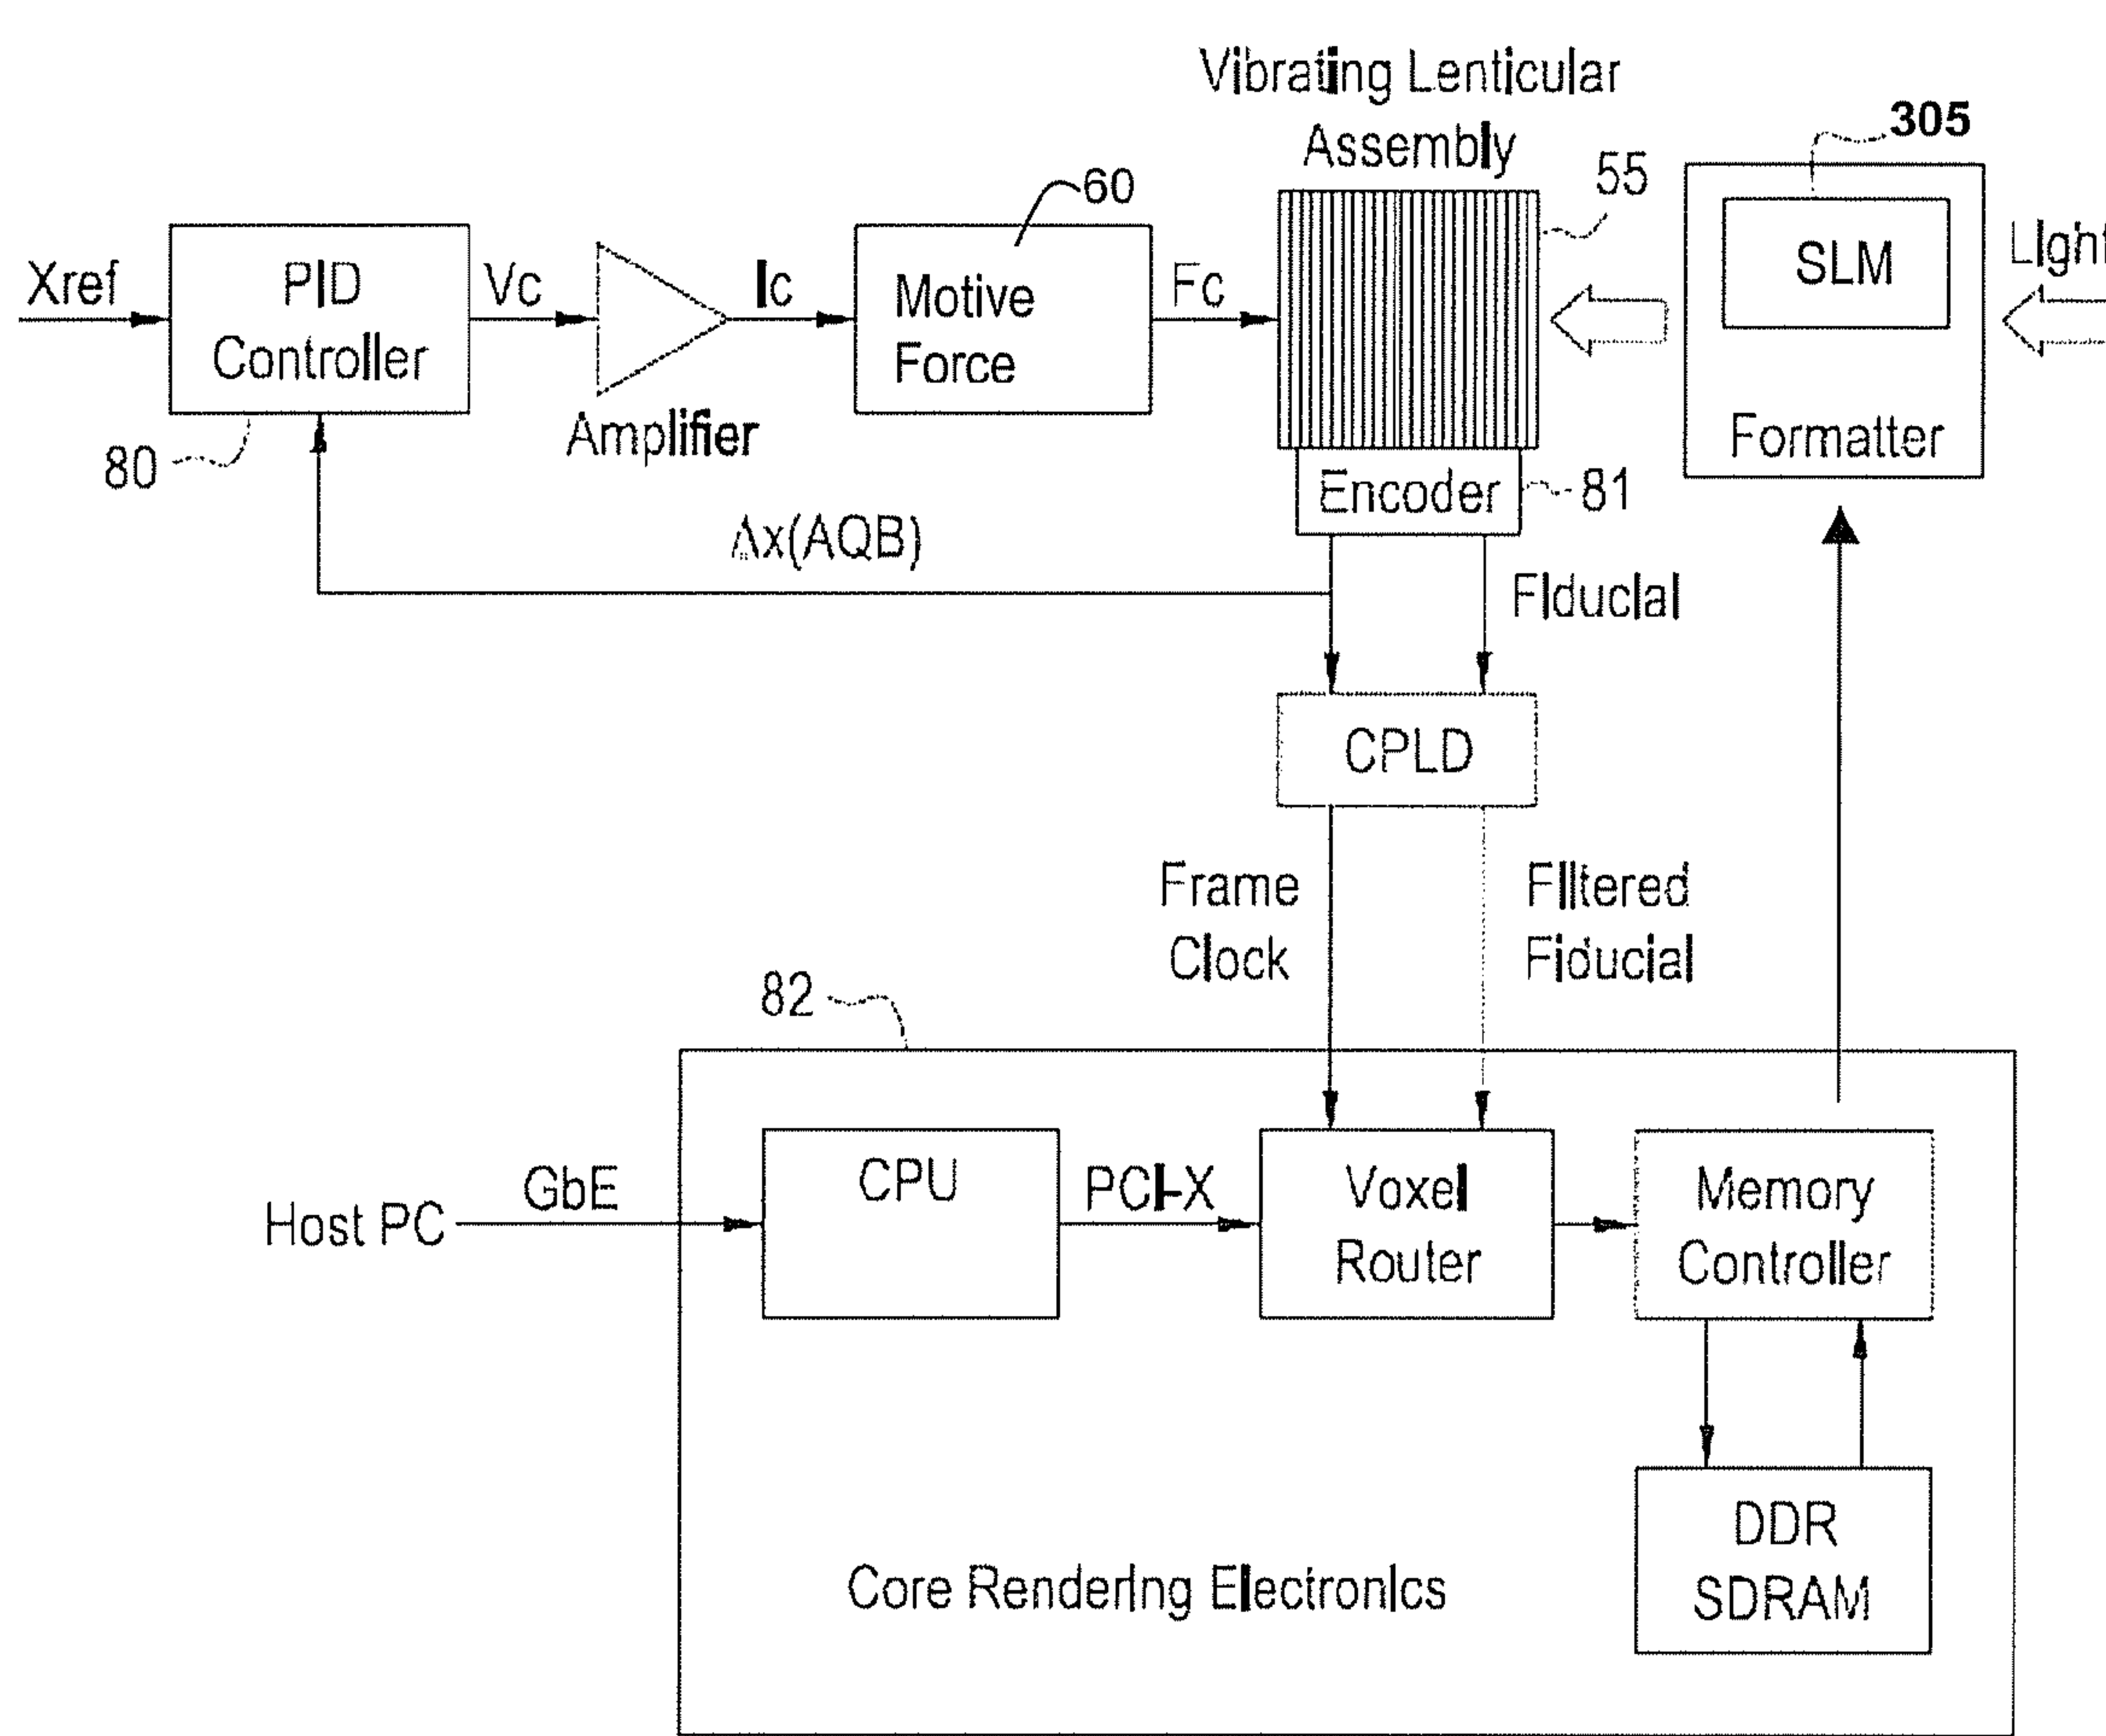 Vibrating Lenticular
Assembly
305
55
60
Xref
PID
Controller
Vc
Ic
Motive
Force
Fc
SLM
Light
Formatter
80
Amplifier
Encoder
81
Δx(AQB)
Fiducial
CPLD
Frame
Clock
Filtered
Fiducial
82
Host PC
GbE
CPU
PCI-X
Voxel
Router
Memory
Controller
DDR
SDRAM
Core Rendering Electronics